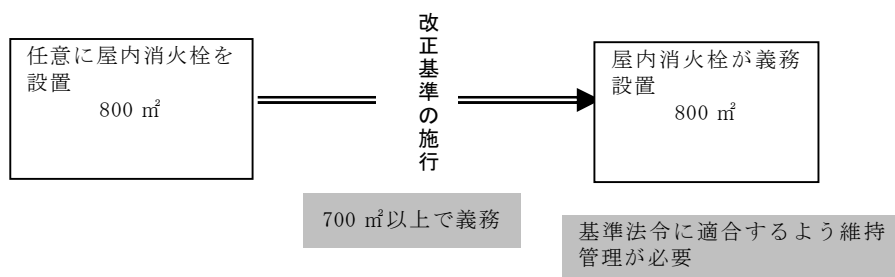 任意に屋内消火栓を
設置
800 ㎡
改正基準の施行
700 ㎡以上で義務
屋内消火栓が義務
設置
800 ㎡
基準法令に適合するよう維持
管理が必要